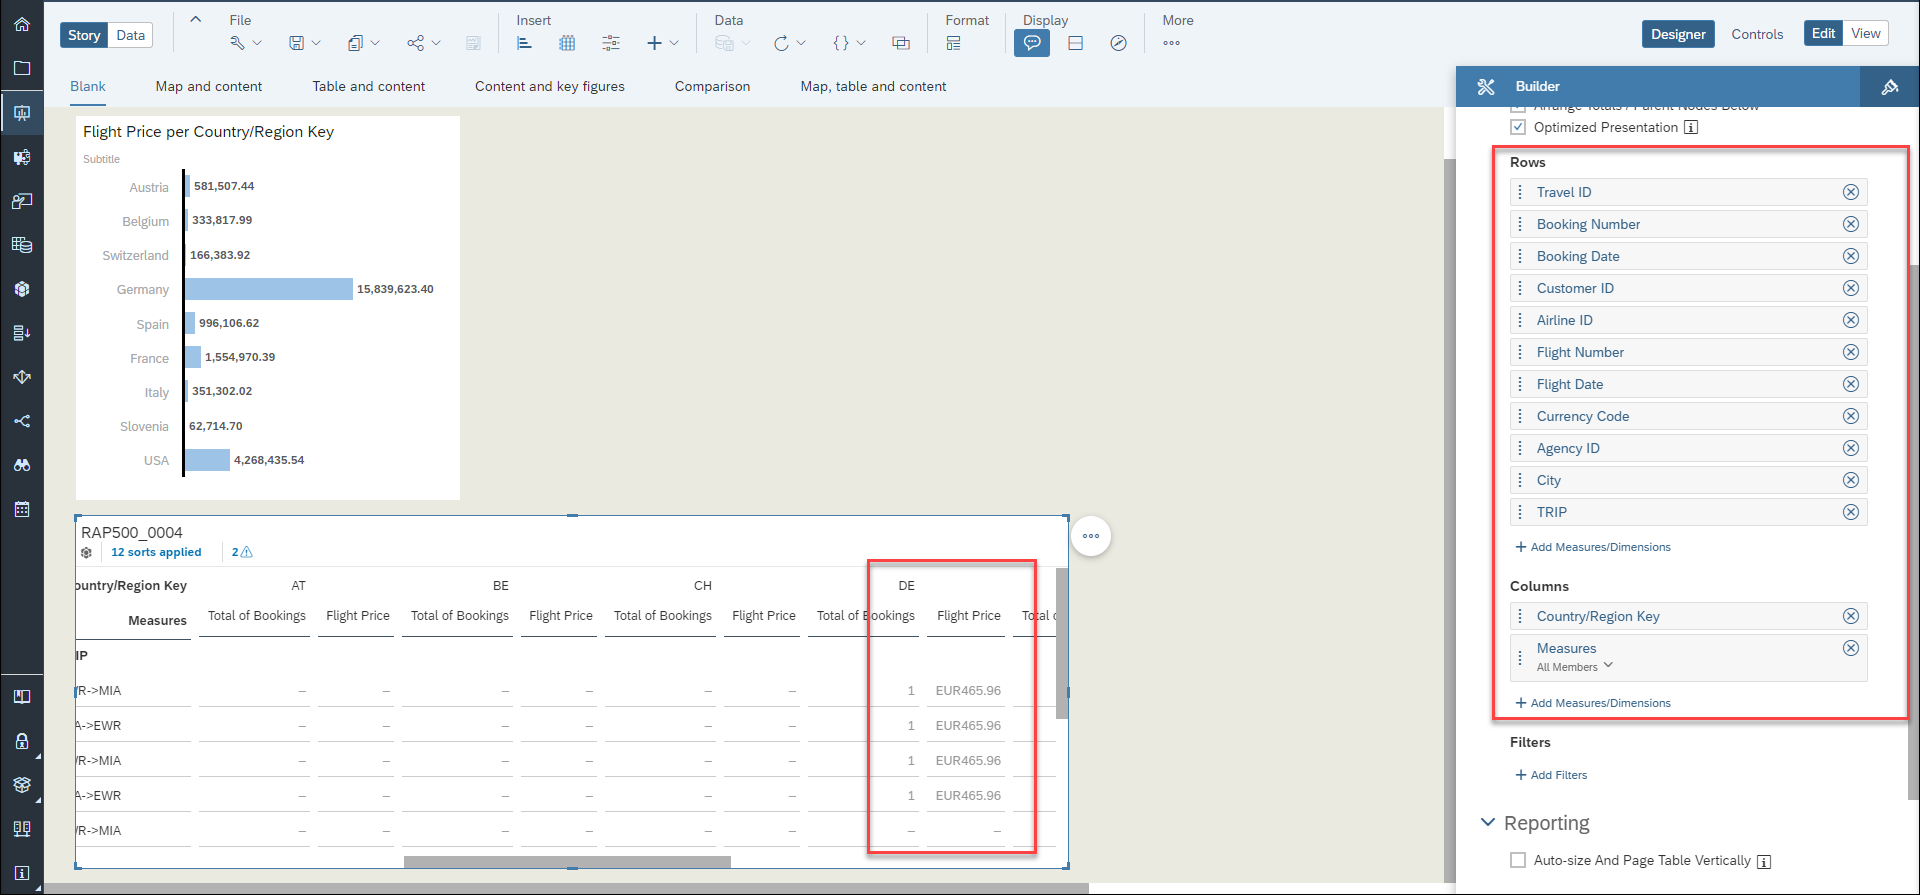 File
Insert
Data
Format
Display
More
Story
Data
Designer
Controls
Edit
View
Blank
Map and content
Table and content
Content and key figures
Comparison
Map, table and content
Flight Price per Country/Region Key
Subtitle
Austria 581,507.44
Belgium 333,817.99
Switzerland 166,383.92
Germany 15,839,623.40
Spain 996,106.62
France 1,554,970.39
Italy 351,302.02
Slovenia 62,714.70
USA 4,268,435.54
RAP500_0004
12 sorts applied 2
ountry/Region Key AT BE CH DE
Measures Total of Bookings Flight Price Total of Bookings Flight Price Total of Bookings Flight Price Total of Bookings Flight Price Total c
IP
/R->MIA – – – – – – 1 EUR465.96
A->EWR – – – – – – 1 EUR465.96
/R->MIA – – – – – – 1 EUR465.96
A->EWR – – – – – – 1 EUR465.96
/R->MIA – – – – – – – –
Builder
Arrange Totals / Parent Nodes Below
Optimized Presentation
Rows
Travel ID
Booking Number
Booking Date
Customer ID
Airline ID
Flight Number
Flight Date
Currency Code
Agency ID
City
TRIP
+ Add Measures/Dimensions
Columns
Country/Region Key
Measures
All Members
+ Add Measures/Dimensions
Filters
+ Add Filters
Reporting
Auto-size And Page Table Vertically